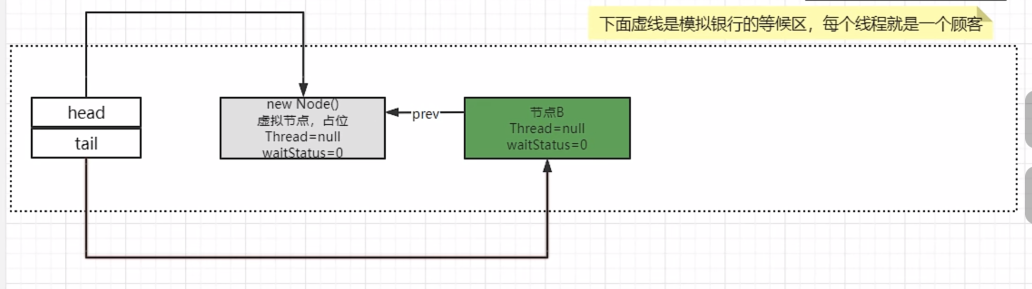 下面虚线是模拟银行的等候区，每个线程就是一个顾客
head
tail
new Node()
虚拟节点，占位
Thread=null
waitStatus=0
prev
节点B
Thread=null
waitStatus=0